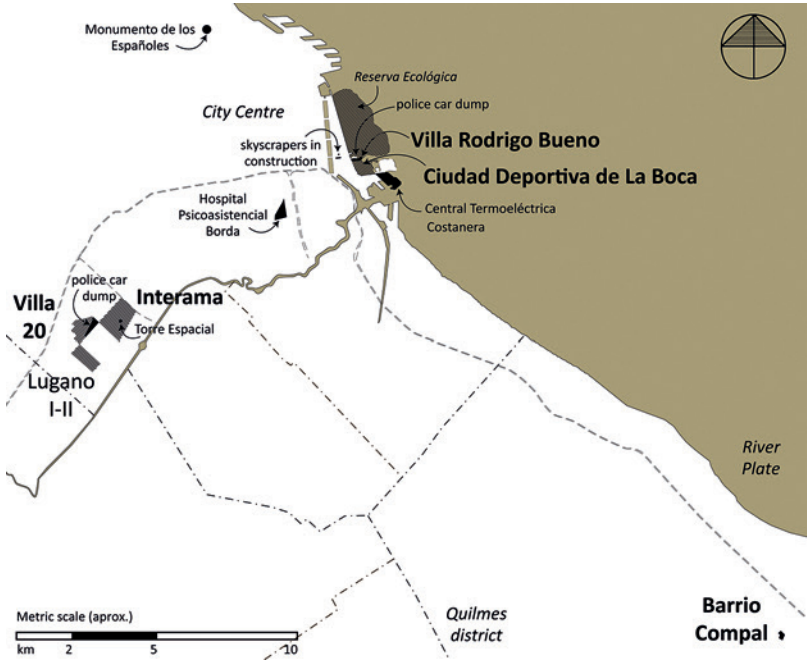 Monumento de los
Españoles
Reserva Ecológica
City Centre
police car dump
skyscrapers in
construction
Villa Rodrigo Bueno
Ciudad Deportiva de La Boca
Hospital
Psicoasistencial
Borda
Central Termoeléctrica
Costanera
police car
dump
Interama
Villa
20
Torre Espacial
Lugano
I-II
River
Plate
Metric scale (aprox.)
km 2 5 10
Quilmes
district
Barrio
Compal